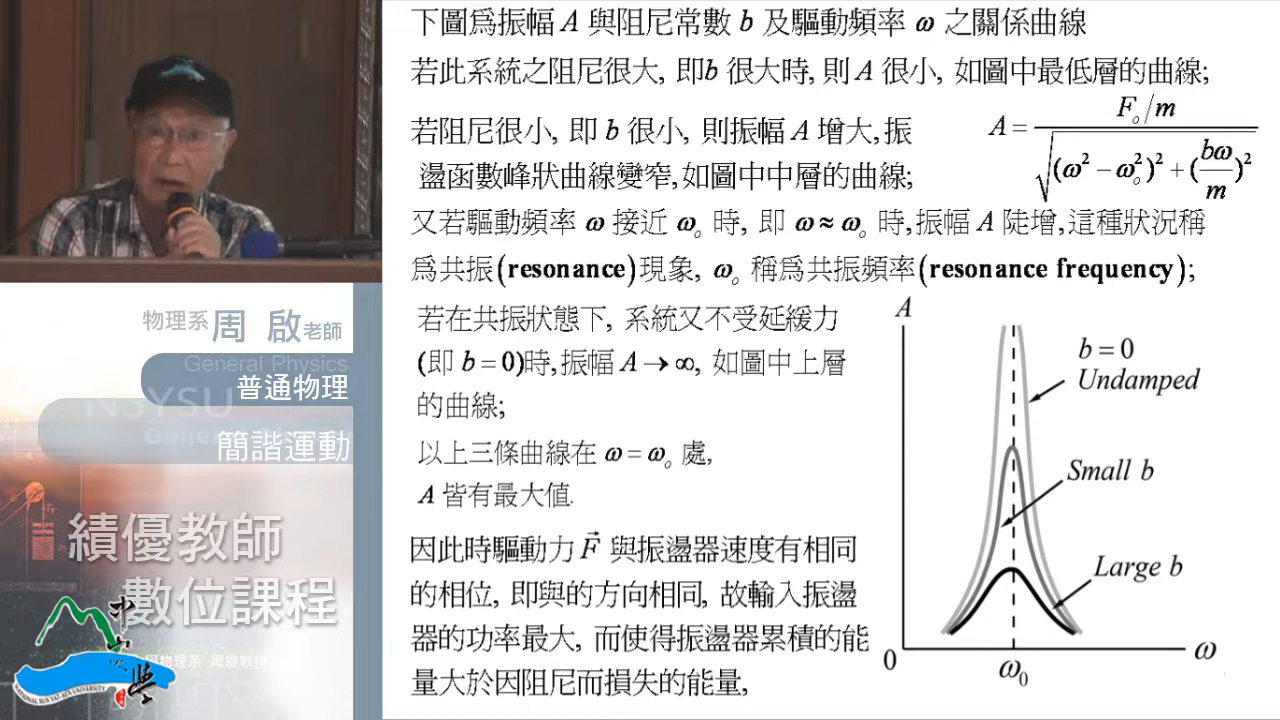 下圖爲振幅 A 與阻尼常數 b 及驅動頻率 ω 之關係曲線
若此系統之阻尼很大, 即b 很大時, 則 A 很小, 如圖中最低層的曲線;
若阻尼很小, 即 b 很小, 則振幅 A 增大, 振
盪函數峰狀曲線變窄, 如圖中中層的曲線;
A = F₀/m / √((ω² − ω₀²)² + (bω/m)²)
又若驅動頻率 ω 接近 ω₀ 時, 即 ω ≈ ω₀ 時, 振幅 A 陡增, 這種狀況稱
爲共振(resonance)現象, ω₀ 稱爲共振頻率(resonance frequency);
若在共振狀態下, 系統又不受延緩力
(即 b = 0)時, 振幅 A → ∞, 如圖中上層
的曲線;
以上三條曲線在 ω = ω₀ 處,
A 皆有最大值.
因此時驅動力 F⃗ 與振盪器速度有相同
的相位, 即與的方向相同, 故輸入振盪
器的功率最大, 而使得振盪器累積的能
量大於因阻尼而損失的能量,
A
b = 0
Undamped
Small b
Large b
0
ω₀
ω
物理系 周 啟 老師
General Physics
普通物理
NSYSU
簡諧運動
績優教師
數位課程
中山大學